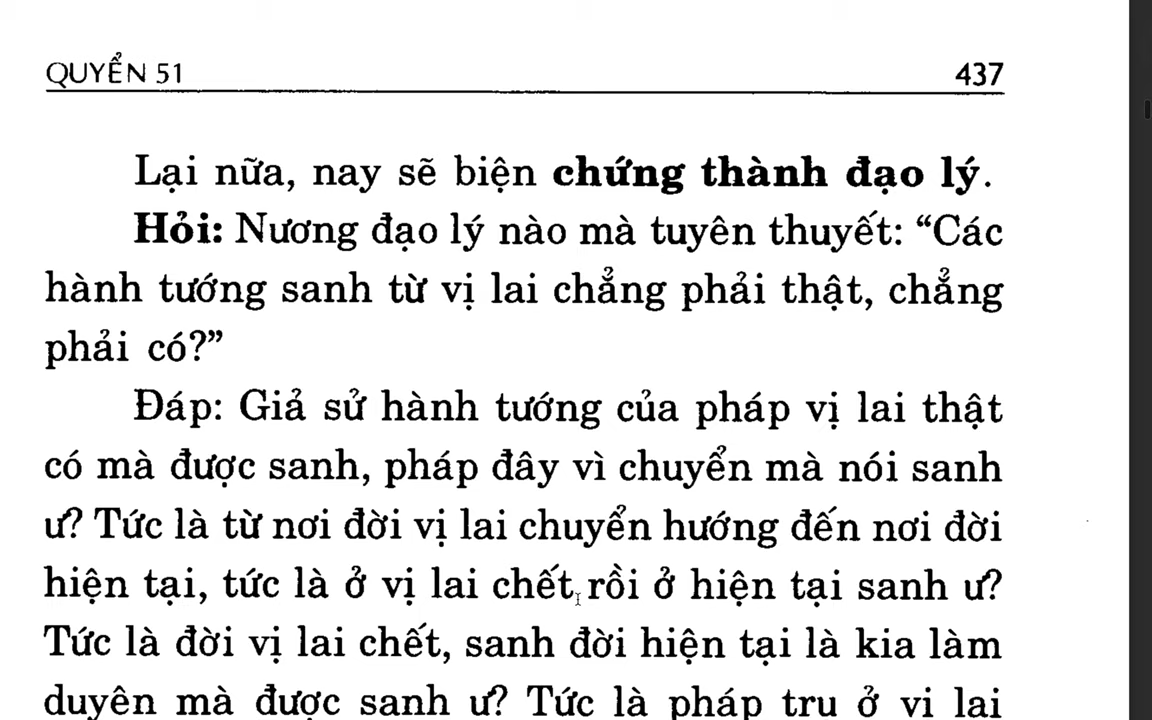 QUYỂN 51
437
Lại nữa, nay sẽ biện chứng thành đạo lý.
Hỏi: Nương đạo lý nào mà tuyên thuyết: “Các
hành tướng sanh từ vị lai chẳng phải thật, chẳng
phải có?”
Đáp: Giả sử hành tướng của pháp vị lai thật
có mà được sanh, pháp đây vì chuyển mà nói sanh
ư? Tức là từ nơi đời vị lai chuyển hướng đến nơi đời
hiện tại, tức là ở vị lai chết rồi ở hiện tại sanh ư?
Tức là đời vị lai chết, sanh đời hiện tại là kia làm
duyên mà được sanh ư? Tức là pháp trụ ở vị lai